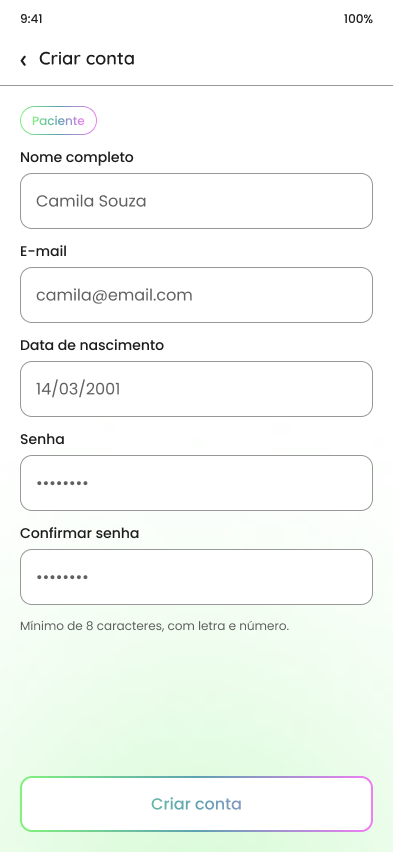 9:41 100%
‹ Criar conta
Paciente
Nome completo
Camila Souza
E-mail
camila@email.com
Data de nascimento
14/03/2001
Senha
••••••••
Confirmar senha
••••••••
Mínimo de 8 caracteres, com letra e número.
Criar conta